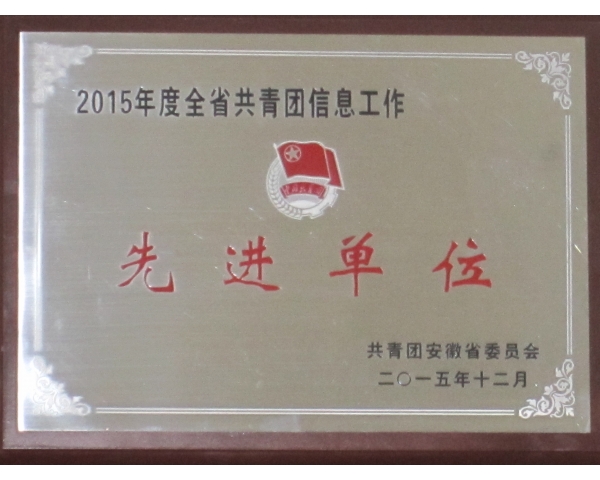 2015年度全省共青团信息工作
先进单位
共青团安徽省委员会
二〇一五年十二月